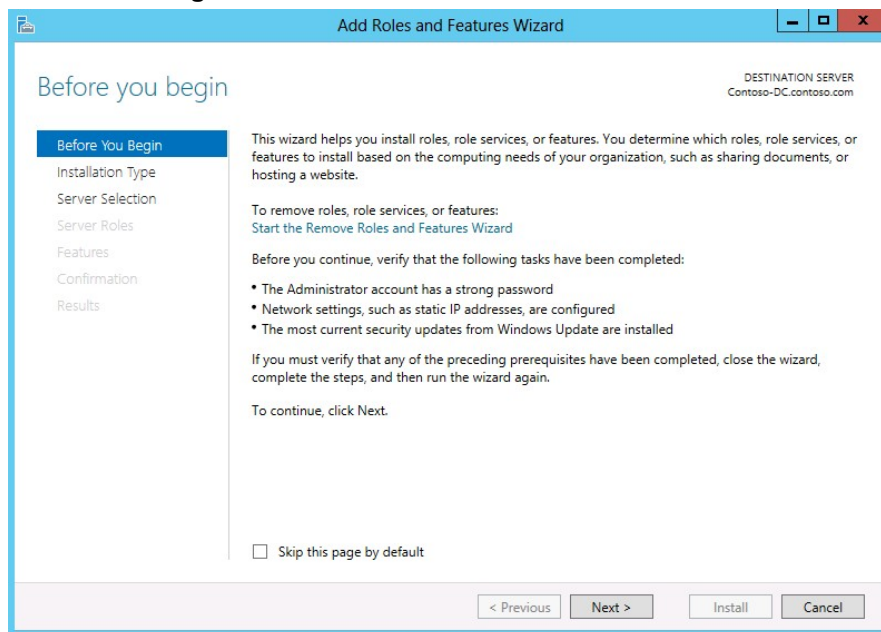 Add Roles and Features Wizard
Before you begin
DESTINATION SERVER
Contoso-DC.contoso.com
Before You Begin
Installation Type
Server Selection
Server Roles
Features
Confirmation
Results
This wizard helps you install roles, role services, or features. You determine which roles, role services, or
features to install based on the computing needs of your organization, such as sharing documents, or
hosting a website.
To remove roles, role services, or features:
Start the Remove Roles and Features Wizard
Before you continue, verify that the following tasks have been completed:
• The Administrator account has a strong password
• Network settings, such as static IP addresses, are configured
• The most current security updates from Windows Update are installed
If you must verify that any of the preceding prerequisites have been completed, close the wizard,
complete the steps, and then run the wizard again.
To continue, click Next.
Skip this page by default
< Previous
Next >
Install
Cancel